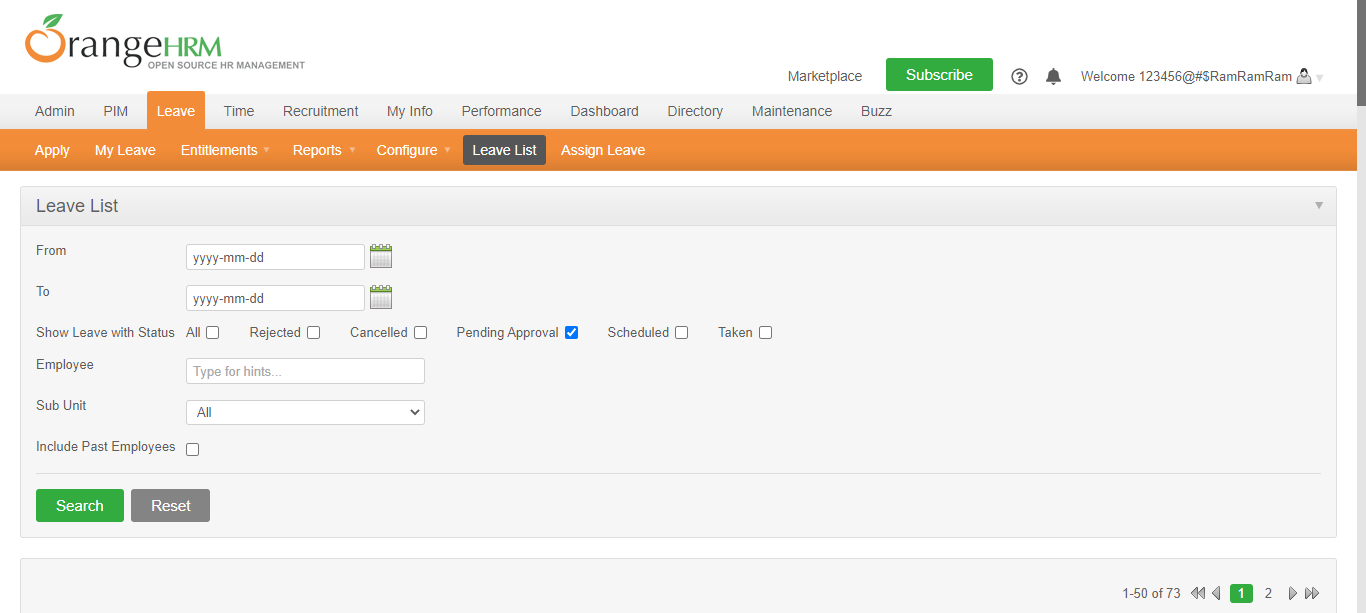 OrangeHRM
OPEN SOURCE HR MANAGEMENT
Marketplace Subscribe ? Welcome 123456@#$RamRamRam
Admin PIM Leave Time Recruitment My Info Performance Dashboard Directory Maintenance Buzz
Apply My Leave Entitlements Reports Configure Leave List Assign Leave
Leave List
From yyyy-mm-dd
To yyyy-mm-dd
Show Leave with Status All Rejected Cancelled Pending Approval Scheduled Taken
Employee Type for hints...
Sub Unit All
Include Past Employees
Search Reset
1-50 of 73 1 2